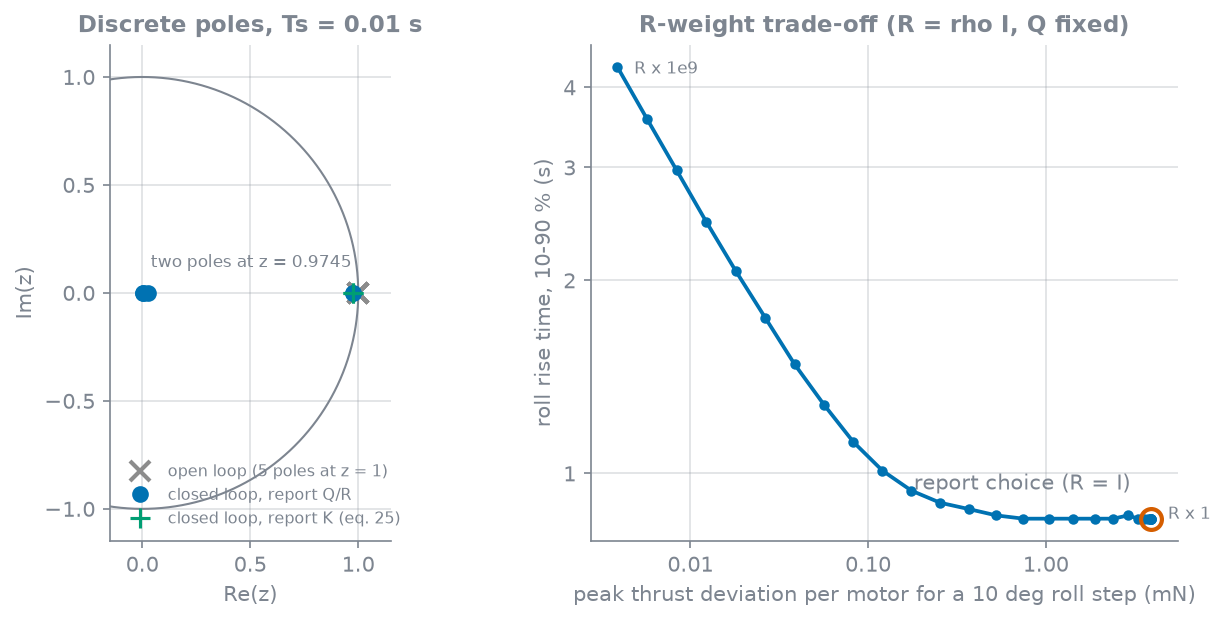 Discrete poles, Ts = 0.01 s
1.0
0.5
0.0
−0.5
−1.0
Im(z)
two poles at z = 0.9745
open loop (5 poles at z = 1)
closed loop, report Q/R
closed loop, report K (eq. 25)
0.0 0.5 1.0
Re(z)
R-weight trade-off (R = rho I, Q fixed)
4
3
2
1
roll rise time, 10-90 % (s)
R x 1e9
report choice (R = I)
R x 1
0.01 0.10 1.00
peak thrust deviation per motor for a 10 deg roll step (mN)